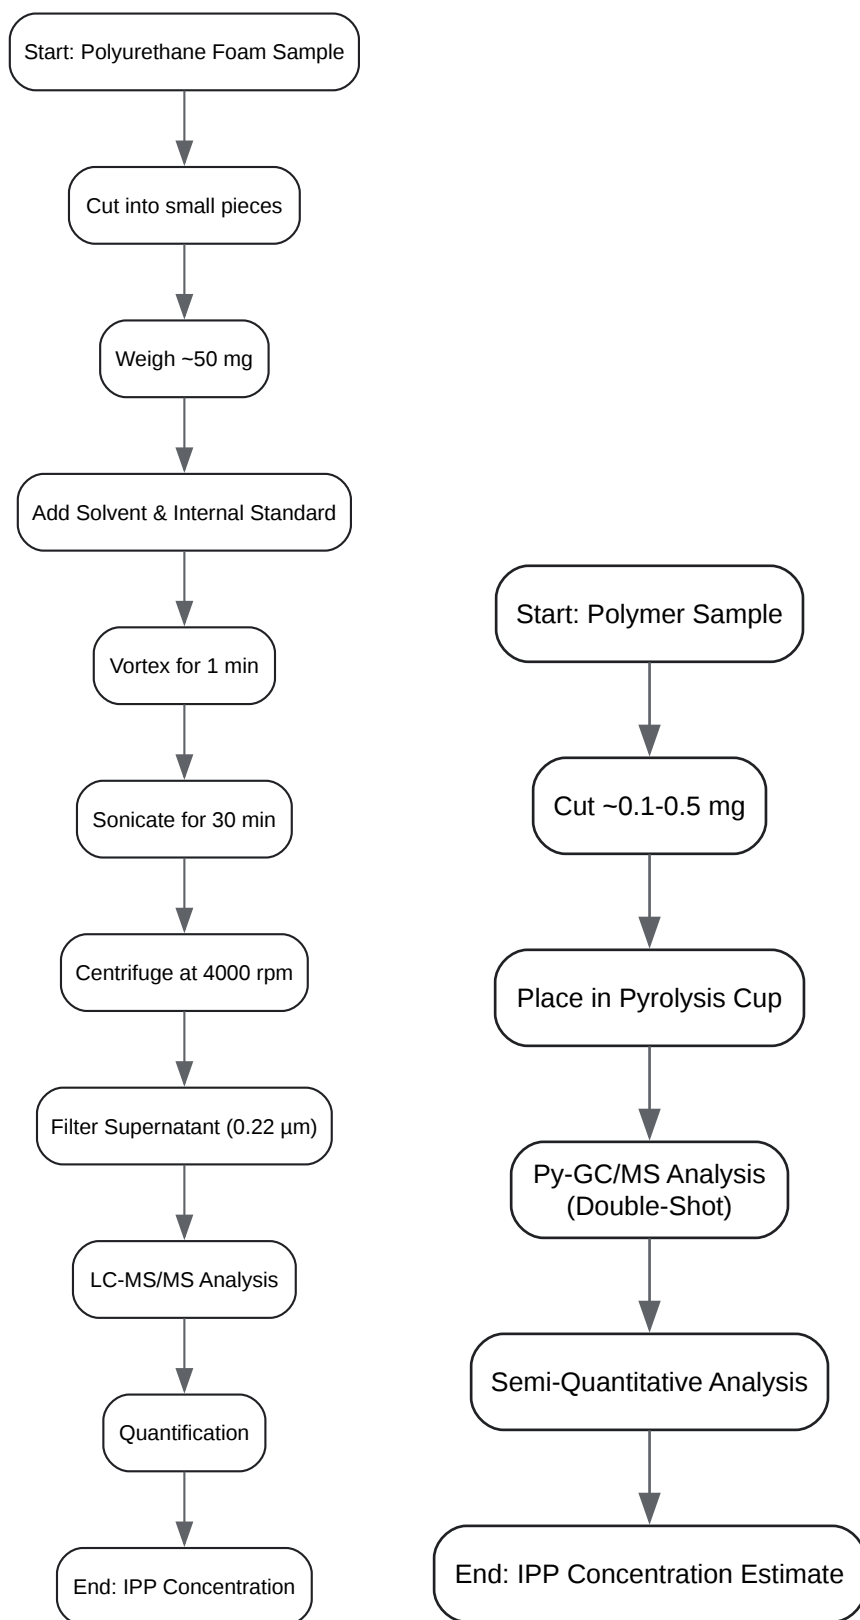 Start: Polyurethane Foam Sample
Cut into small pieces
Weigh ~50 mg
Add Solvent & Internal Standard
Vortex for 1 min
Sonicate for 30 min
Centrifuge at 4000 rpm
Filter Supernatant (0.22 µm)
LC-MS/MS Analysis
Quantification
End: IPP Concentration
Start: Polymer Sample
Cut ~0.1-0.5 mg
Place in Pyrolysis Cup
Py-GC/MS Analysis
(Double-Shot)
Semi-Quantitative Analysis
End: IPP Concentration Estimate